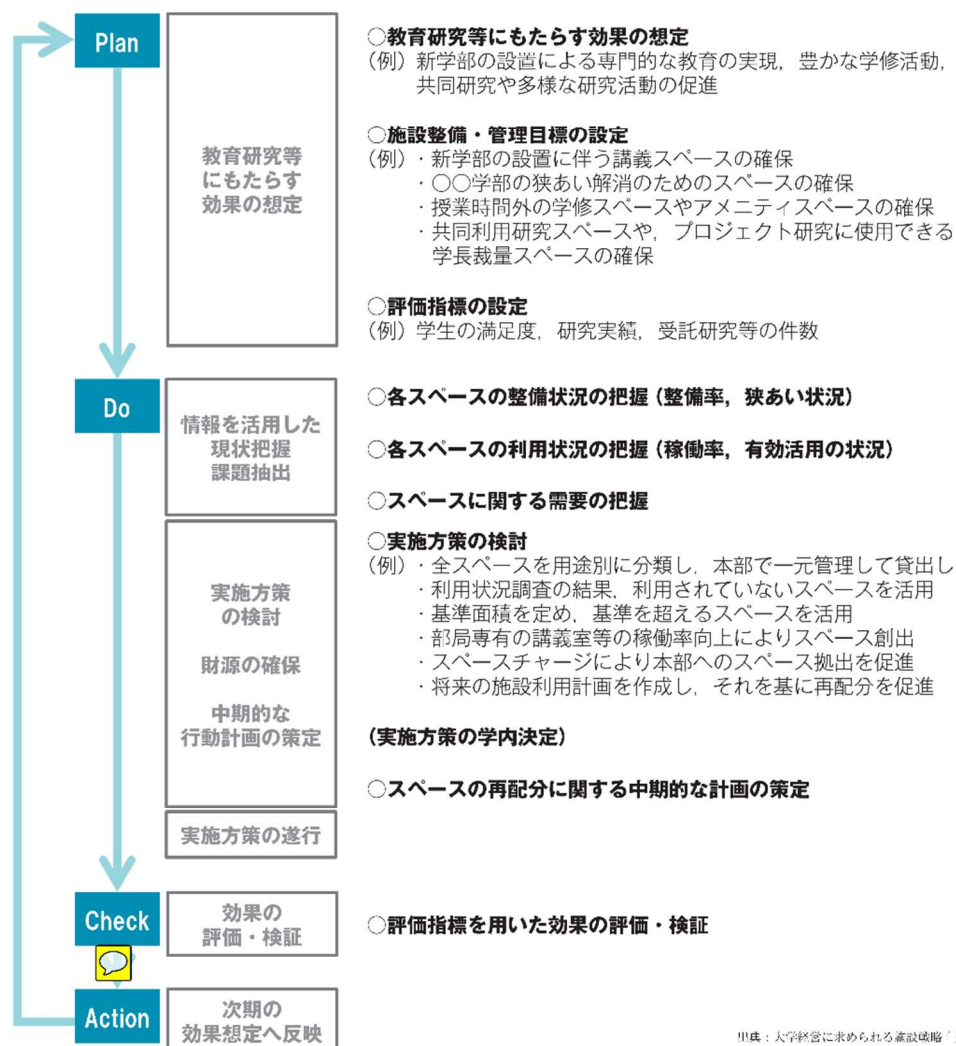 Plan
教育研究等
にもたらす
効果の想定
○教育研究等にもたらす効果の想定
（例）新学部の設置による専門的な教育の実現，豊かな学修活動，
共同研究や多様な研究活動の促進
○施設整備・管理目標の設定
（例）・新学部の設置に伴う講義スペースの確保
・○○学部の狭あい解消のためのスペースの確保
・授業時間外の学修スペースやアメニティスペースの確保
・共同利用研究スペースや，プロジェクト研究に使用できる
学長裁量スペースの確保
○評価指標の設定
（例）学生の満足度，研究実績，受託研究等の件数
Do
情報を活用した
現状把握
課題抽出
○各スペースの整備状況の把握（整備率，狭あい状況）
○各スペースの利用状況の把握（稼働率，有効活用の状況）
○スペースに関する需要の把握
実施方策
の検討
財源の確保
中期的な
行動計画の策定
○実施方策の検討
（例）・全スペースを用途別に分類し，本部で一元管理して貸出し
・利用状況調査の結果，利用されていないスペースを活用
・基準面積を定め，基準を超えるスペースを活用
・部局専有の講義室等の稼働率向上によりスペース創出
・スペースチャージにより本部へのスペース拠出を促進
・将来の施設利用計画を作成し，それを基に再配分を促進
（実施方策の学内決定）
○スペースの再配分に関する中期的な計画の策定
実施方策の遂行
Check
効果の
評価・検証
○評価指標を用いた効果の評価・検証
Action
次期の
効果想定へ反映
出典：大学経営に求められる施設戦略「